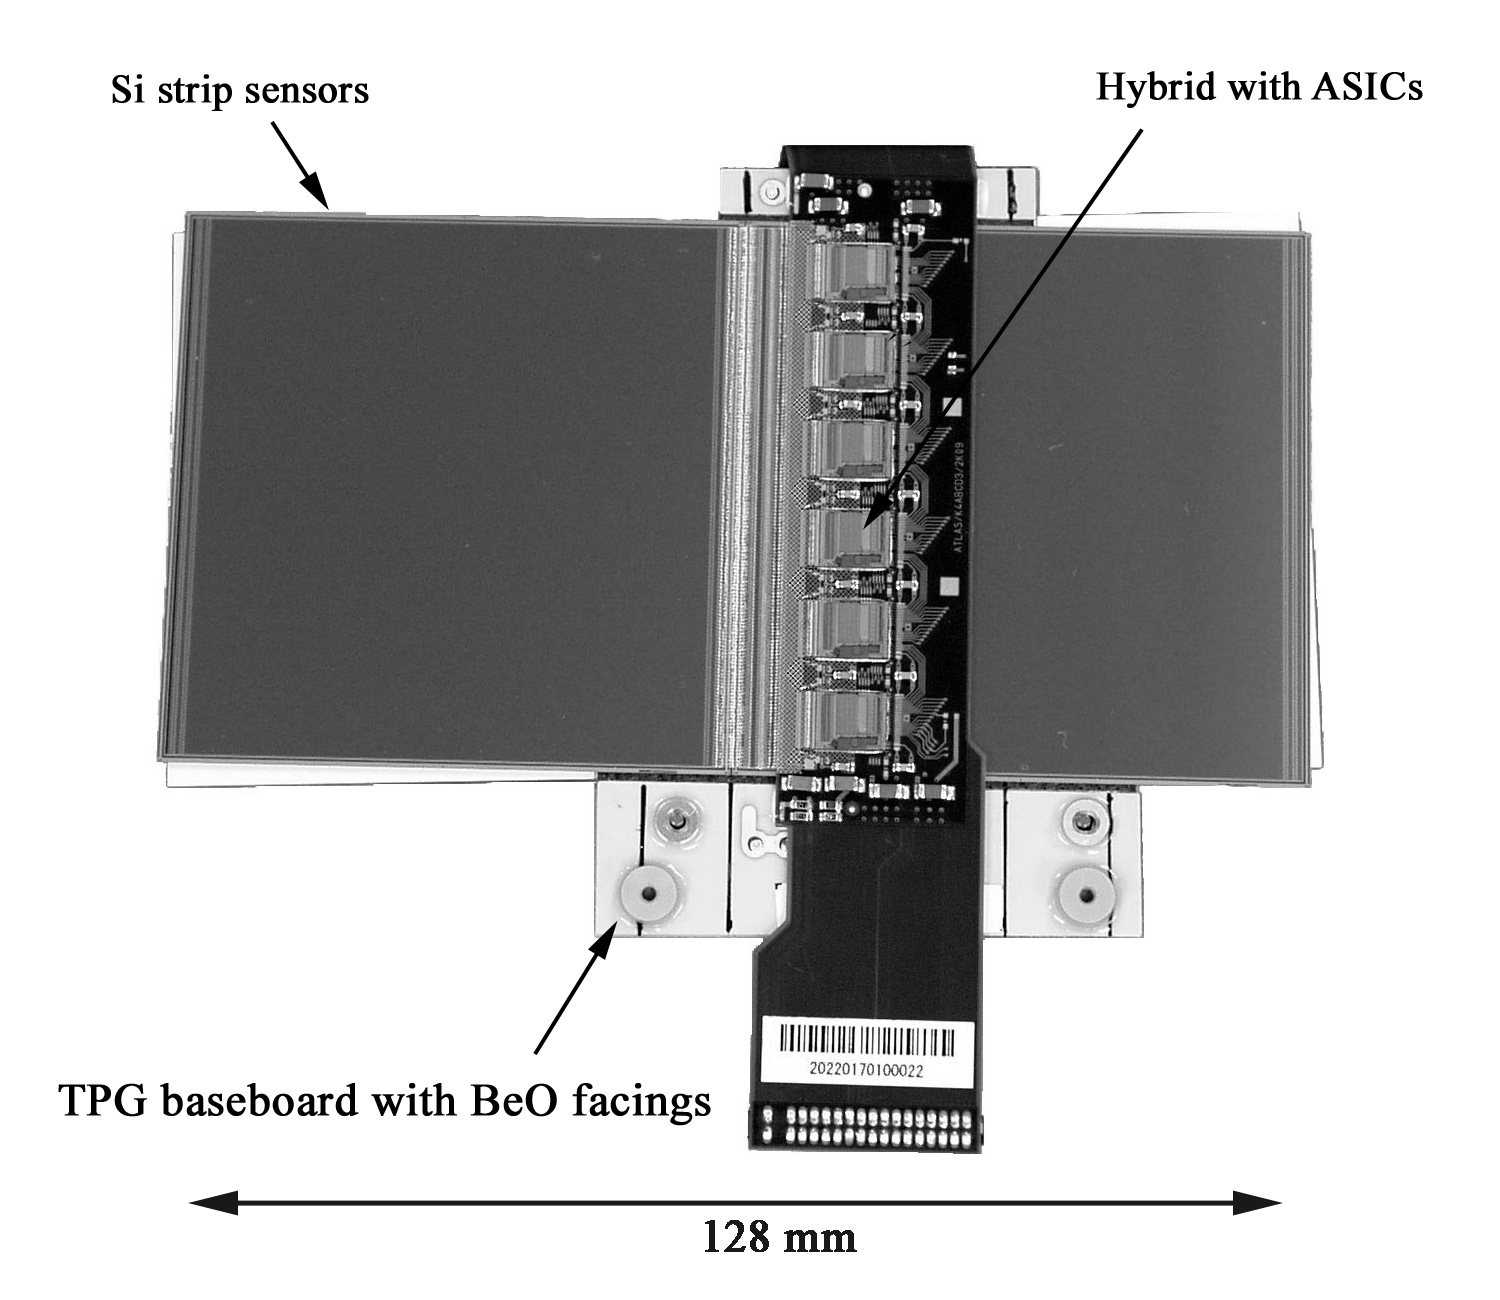 Si strip sensors
Hybrid with ASICs
ATLAS/K4ABCD3/2K09
20220170100022
TPG baseboard with BeO facings
128 mm